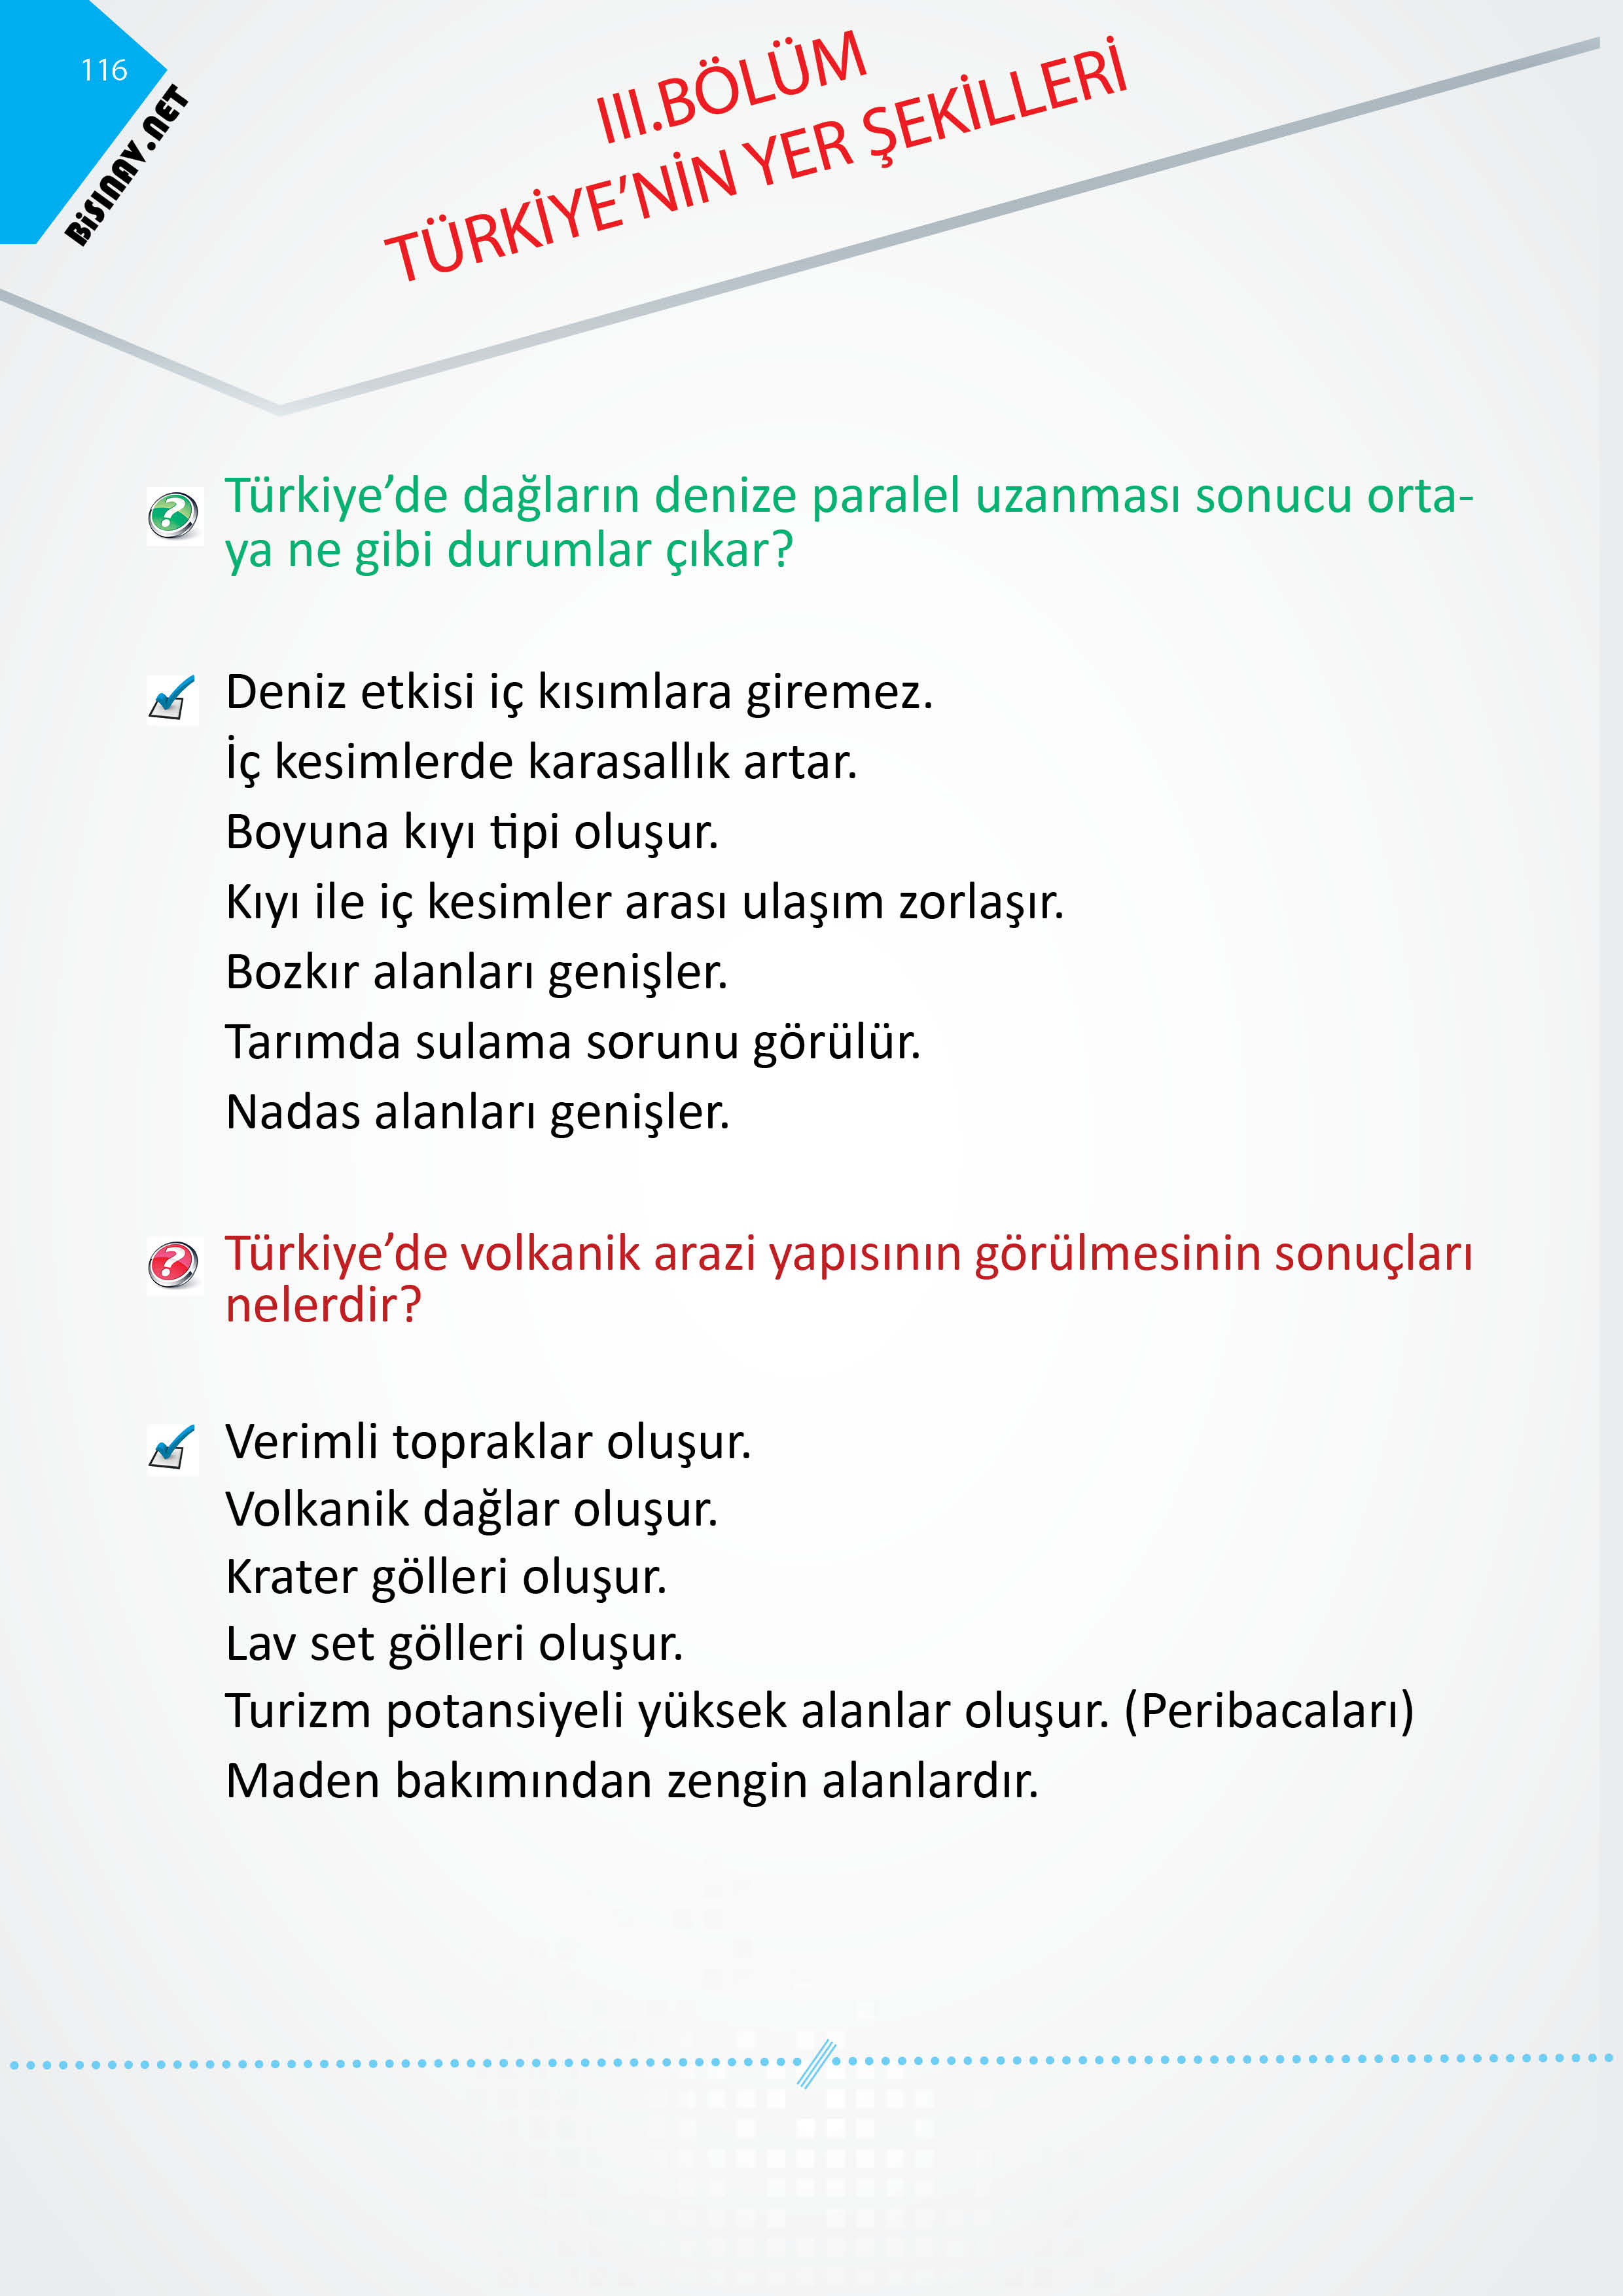 116
BiSINAV.NET
III.BÖLÜM
TÜRKİYE’NİN YER ŞEKİLLERİ
Türkiye’de dağların denize paralel uzanması sonucu orta-
ya ne gibi durumlar çıkar?
Deniz etkisi iç kısımlara giremez.
İç kesimlerde karasallık artar.
Boyuna kıyı tipi oluşur.
Kıyı ile iç kesimler arası ulaşım zorlaşır.
Bozkır alanları genişler.
Tarımda sulama sorunu görülür.
Nadas alanları genişler.
Türkiye’de volkanik arazi yapısının görülmesinin sonuçları
nelerdir?
Verimli topraklar oluşur.
Volkanik dağlar oluşur.
Krater gölleri oluşur.
Lav set gölleri oluşur.
Turizm potansiyeli yüksek alanlar oluşur. (Peribacaları)
Maden bakımından zengin alanlardır.